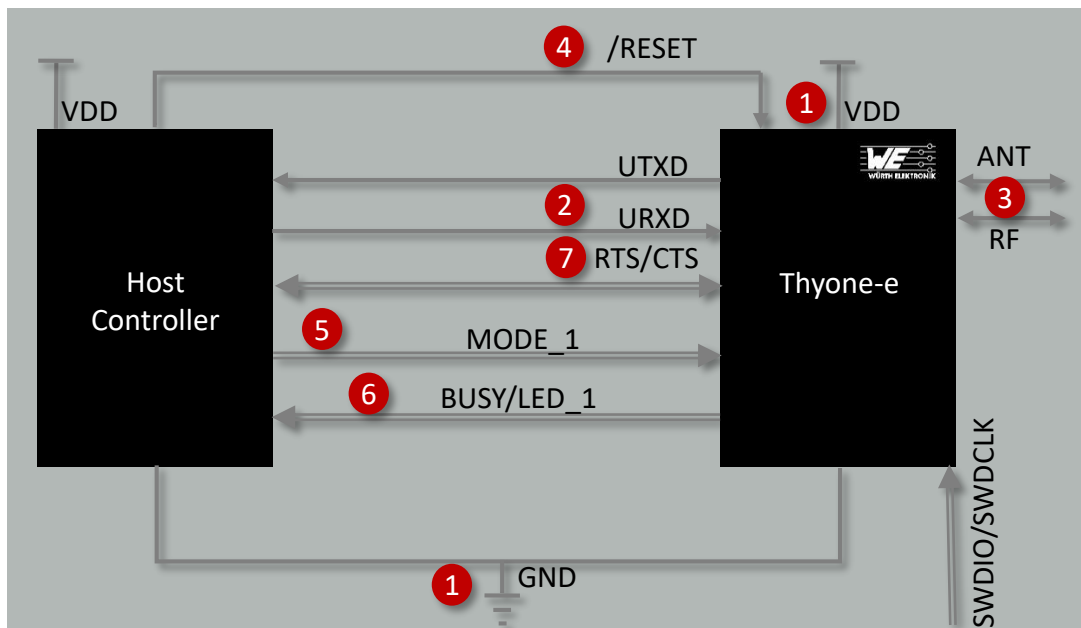 4 /RESET
VDD
1
VDD
WE
WÜRTH ELEKTRONIK
UTXD
ANT
2
URXD
3
RF
7 RTS/CTS
Host
Controller
Thyone-e
5
MODE_1
6
BUSY/LED_1
SWDIO/SWDCLK
1
GND